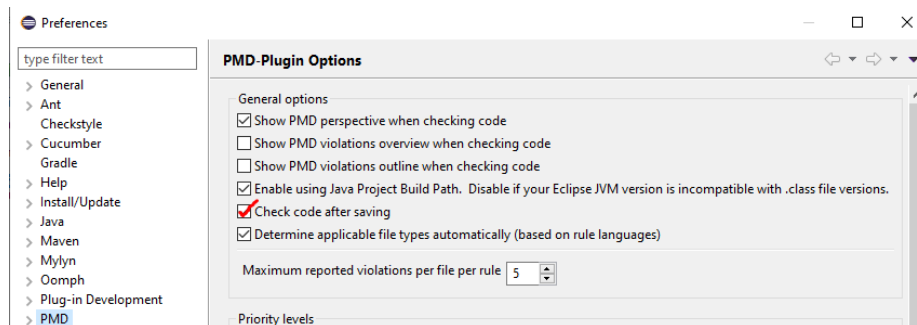 Preferences
type filter text
PMD-Plugin Options
General
Ant
Checkstyle
Cucumber
Gradle
Help
Install/Update
Java
Maven
Mylyn
Oomph
Plug-in Development
PMD
General options
Show PMD perspective when checking code
Show PMD violations overview when checking code
Show PMD violations outline when checking code
Enable using Java Project Build Path.  Disable if your Eclipse JVM version is incompatible with .class file versions.
Check code after saving
Determine applicable file types automatically (based on rule languages)
Maximum reported violations per file per rule 5
Priority levels